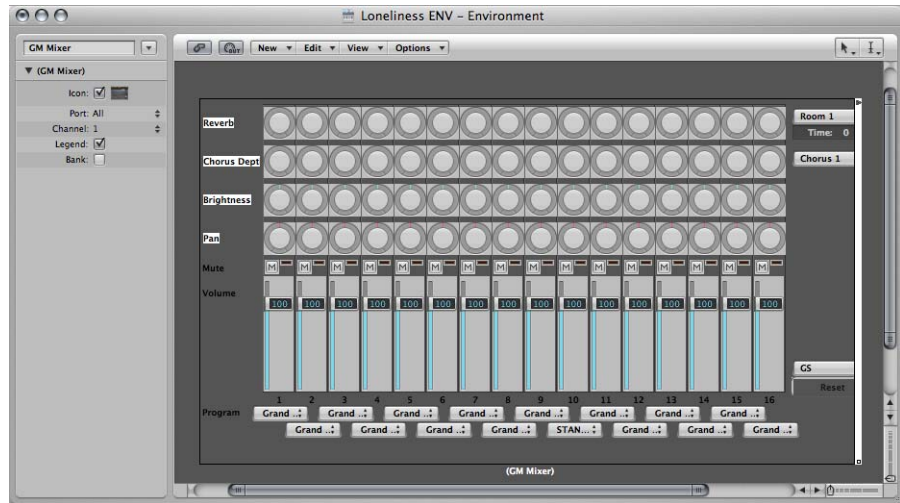 Loneliness ENV – Environment
GM Mixer
New Edit View Options
(GM Mixer)
Icon:
Port: All
Channel: 1
Legend:
Bank:
Reverb
Room 1
Time: 0
Chorus Dept
Chorus 1
Brightness
Pan
Mute
M M M M M M M M M M M M M M M M
Volume
100 100 100 100 100 100 100 100 100 100 100 100 100 100 100 100
GS
Reset
1 2 3 4 5 6 7 8 9 10 11 12 13 14 15 16
Program Grand ... Grand ... Grand ... Grand ... Grand ... Grand ... Grand ... Grand ...
Grand ... Grand ... Grand ... Grand ... STAN... Grand ... Grand ... Grand ...
(GM Mixer)